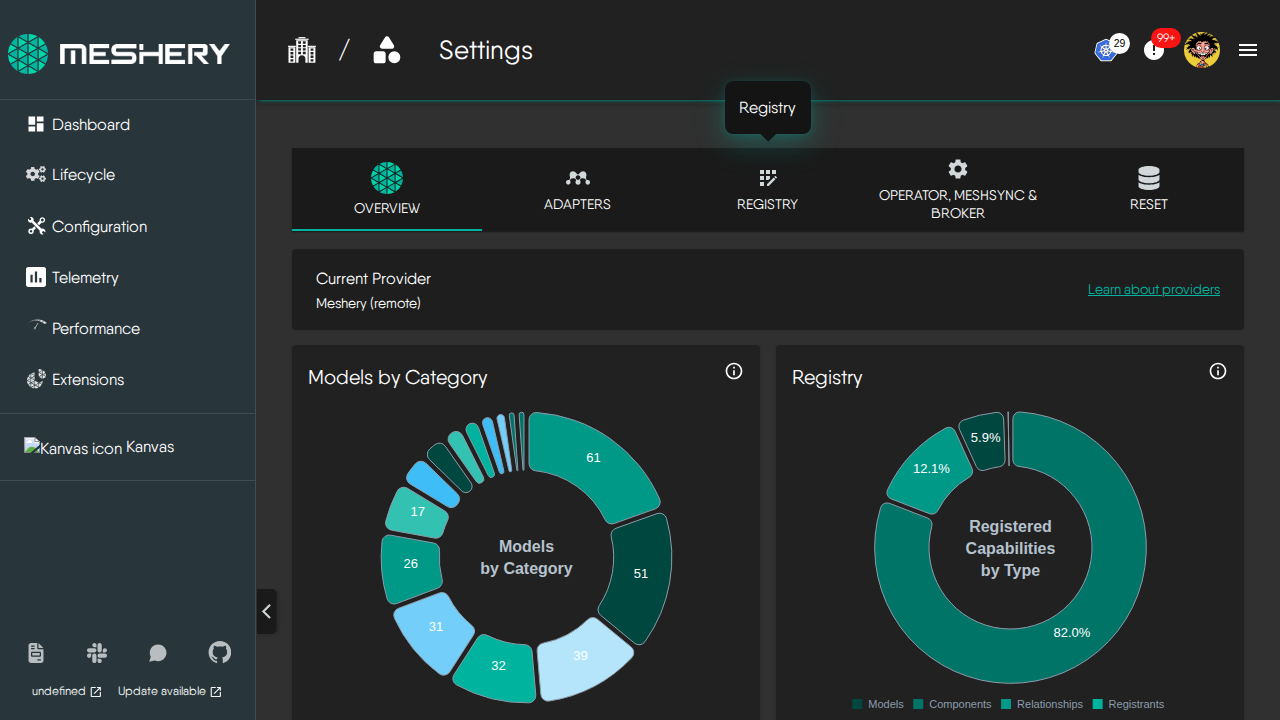 MESHERY
/
Settings
29
99+
Registry
Dashboard
Lifecycle
Configuration
Telemetry
Performance
Extensions
Kanvas icon Kanvas
undefined
Update available
OVERVIEW
ADAPTERS
REGISTRY
OPERATOR, MESHSYNC &
BROKER
RESET
Current Provider
Meshery (remote)
Learn about providers
Models by Category
61
51
39
32
31
26
17
Models
by Category
Registry
5.9%
12.1%
82.0%
Registered
Capabilities
by Type
Models
Components
Relationships
Registrants